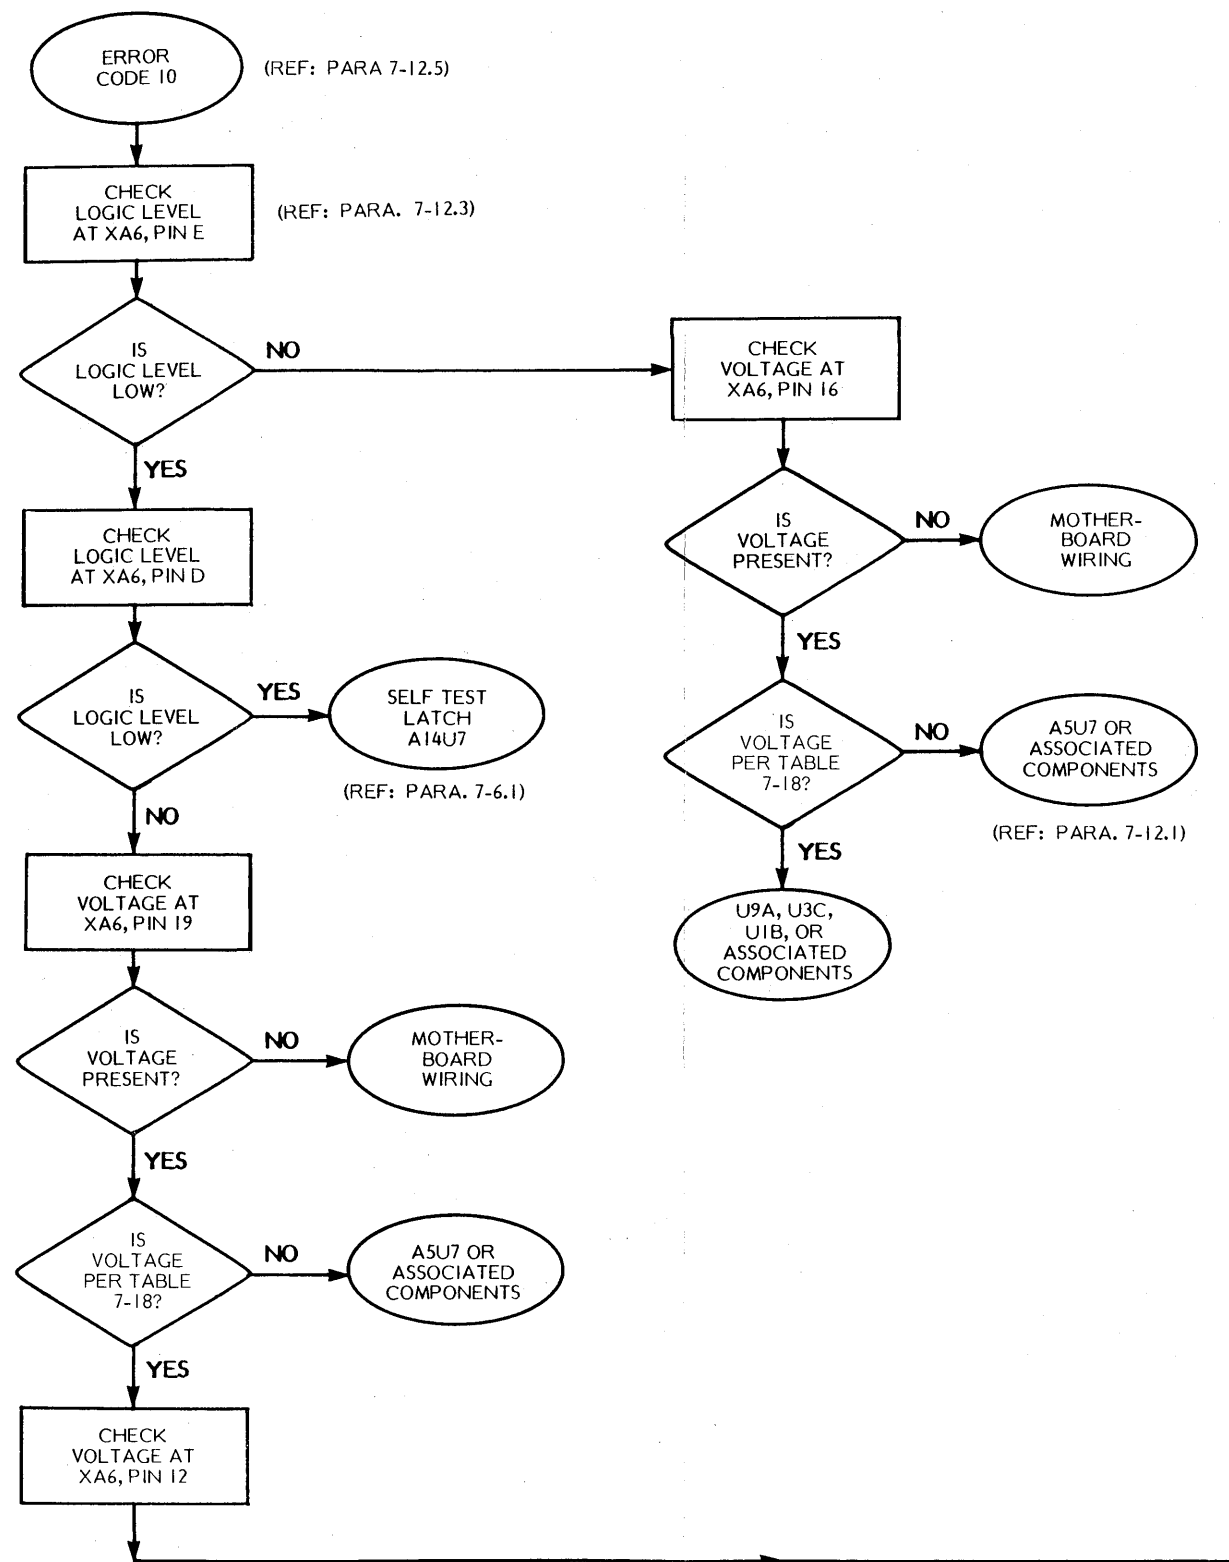 ERROR
CODE 10
(REF: PARA 7-12.5)
CHECK
LOGIC LEVEL
AT XA6, PIN E
(REF: PARA. 7-12.3)
IS
LOGIC LEVEL
LOW?
NO
YES
CHECK
LOGIC LEVEL
AT XA6, PIN D
IS
LOGIC LEVEL
LOW?
YES
SELF TEST
LATCH
A14U7
(REF: PARA. 7-6.1)
NO
CHECK
VOLTAGE AT
XA6, PIN 19
IS
VOLTAGE
PRESENT?
NO
MOTHER-
BOARD
WIRING
YES
IS
VOLTAGE
PER TABLE
7-18?
NO
A5U7 OR
ASSOCIATED
COMPONENTS
YES
CHECK
VOLTAGE AT
XA6, PIN 12
CHECK
VOLTAGE AT
XA6, PIN 16
IS
VOLTAGE
PRESENT?
NO
MOTHER-
BOARD
WIRING
YES
IS
VOLTAGE
PER TABLE
7-18?
NO
A5U7 OR
ASSOCIATED
COMPONENTS
(REF: PARA. 7-12.1)
YES
U9A, U3C,
U1B, OR
ASSOCIATED
COMPONENTS